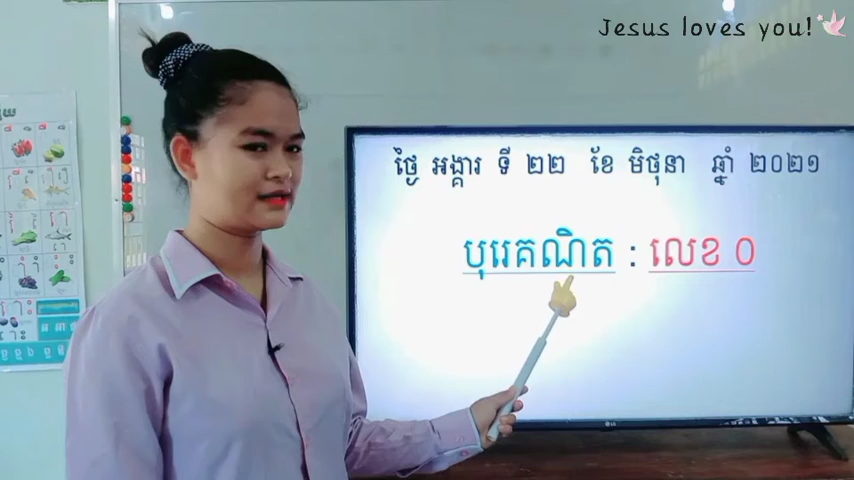 Jesus loves you!
ថ្ងៃ អង្គារ ទី ២២ ខែ មិថុនា ឆ្នាំ ២០២១
បុរេគណិត : លេខ ០
LG